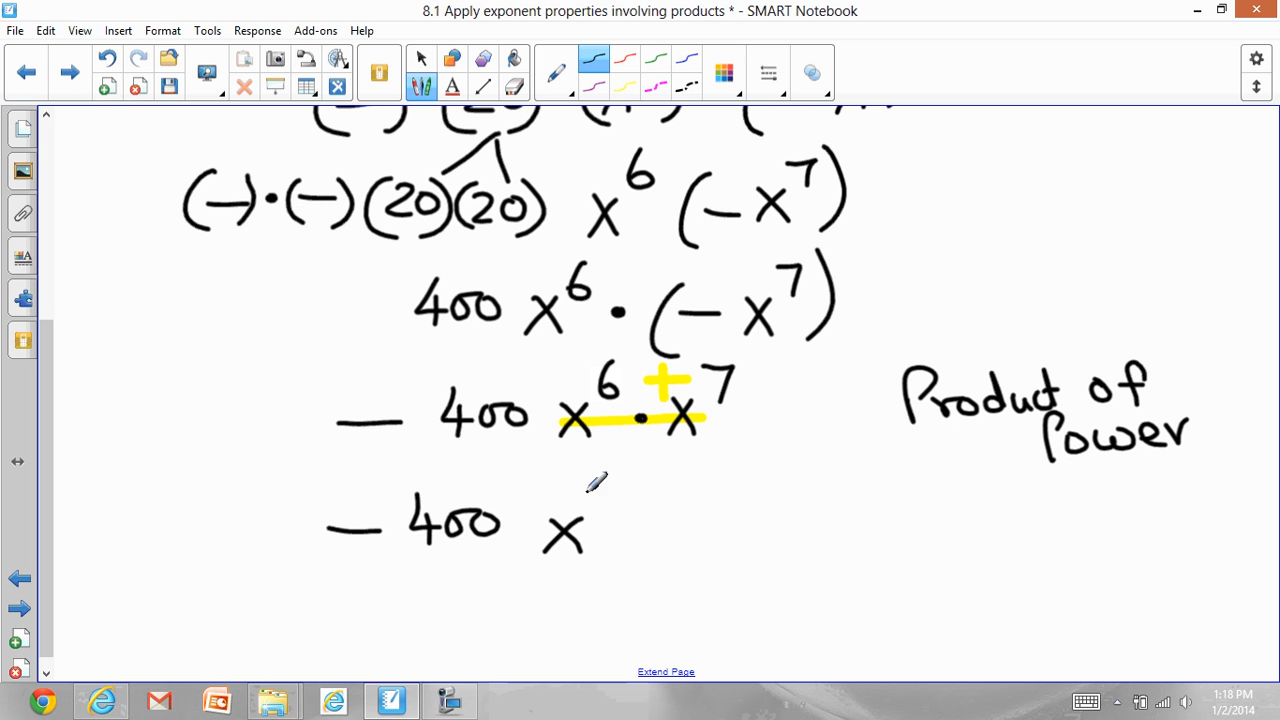 8.1 Apply exponent properties involving products * - SMART Notebook
File Edit View Insert Format Tools Response Add-ons Help
(−)·(−)(20)(20) x⁶ (−x⁷)
400 x⁶ · (−x⁷)
− 400 x⁶ · x⁷
+
Product of
Power
− 400 x
Extend Page
1:18 PM
1/2/2014